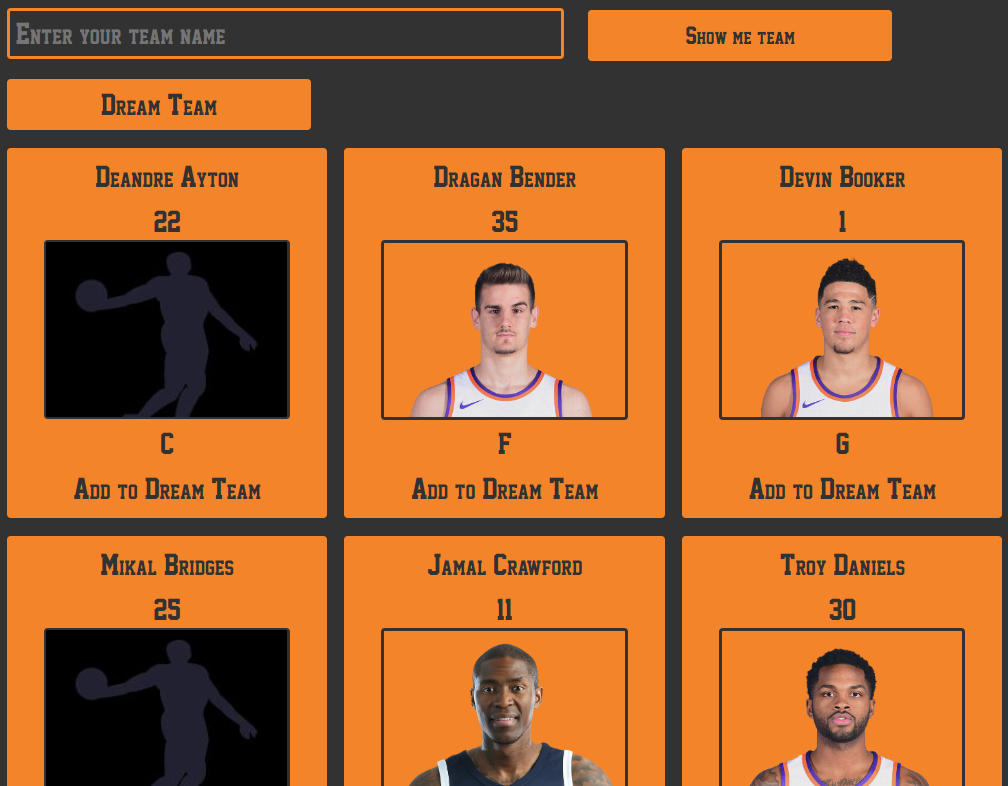 Enter your team name
Show me team
Dream Team
Deandre Ayton
Dragan Bender
Devin Booker
22
35
1
C
F
G
Add to Dream Team
Add to Dream Team
Add to Dream Team
Mikal Bridges
Jamal Crawford
Troy Daniels
25
11
30